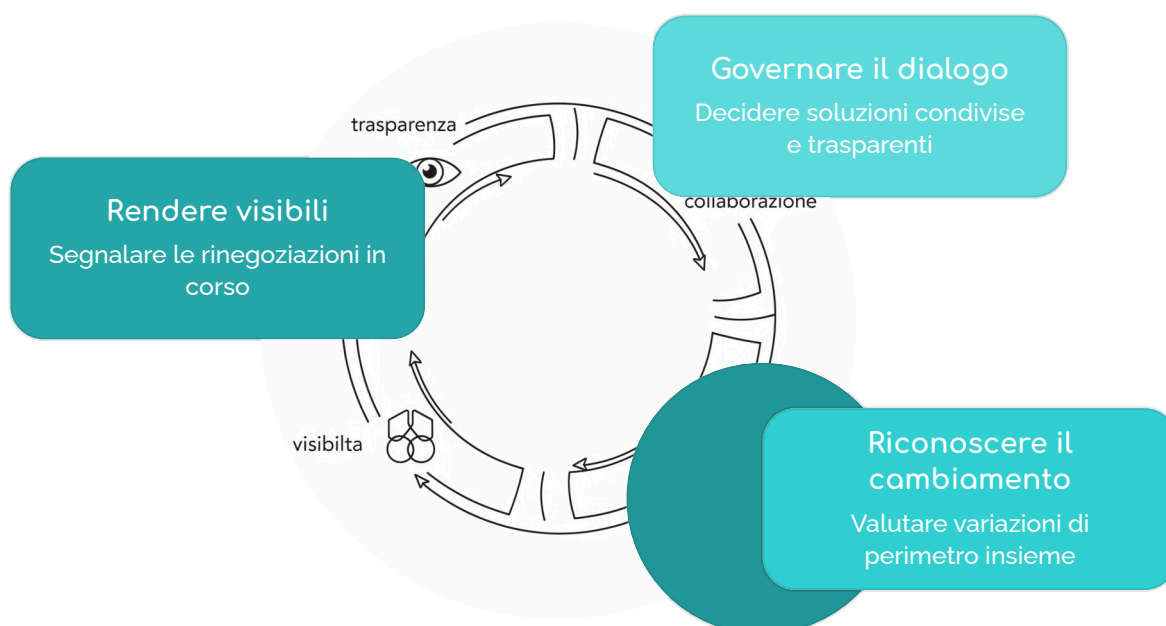 Governare il dialogo
Decidere soluzioni condivise
e trasparenti
trasparenza
Rendere visibili
Segnalare le rinegoziazioni in
corso
collaborazione
visibilta
Riconoscere il
cambiamento
Valutare variazioni di
perimetro insieme